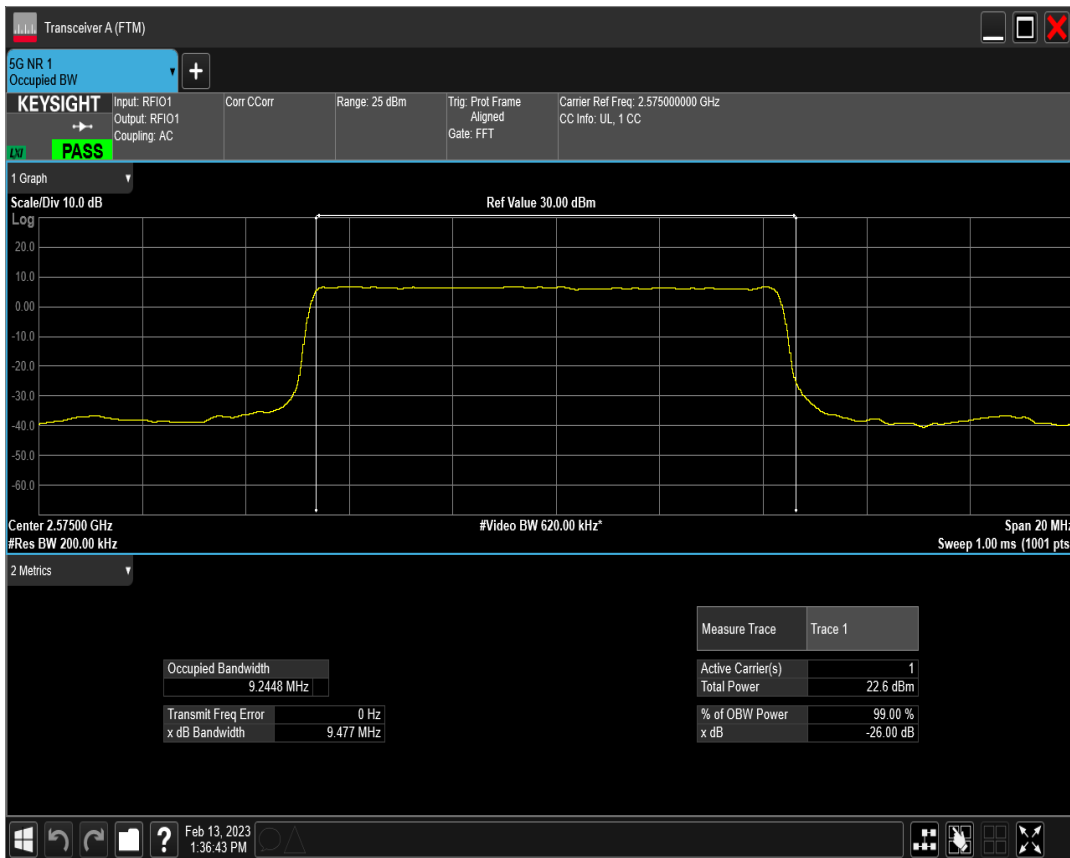 Transceiver A (FTM)
5G NR 1
Occupied BW
+
KEYSIGHT
LXI
PASS
Input: RFIO1
Output: RFIO1
Coupling: AC
Corr CCorr
Range: 25 dBm
Trig: Prot Frame
Aligned
Gate: FFT
Carrier Ref Freq: 2.575000000 GHz
CC Info: UL, 1 CC
1 Graph
Scale/Div 10.0 dB
Ref Value 30.00 dBm
Log
20.0
10.0
0.00
-10.0
-20.0
-30.0
-40.0
-50.0
-60.0
Center 2.57500 GHz
#Video BW 620.00 kHz*
Span 20 MHz
#Res BW 200.00 kHz
Sweep 1.00 ms (1001 pts
2 Metrics
Measure Trace Trace 1
Occupied Bandwidth
9.2448 MHz
Active Carrier(s) 1
Total Power 22.6 dBm
Transmit Freq Error 0 Hz
x dB Bandwidth 9.477 MHz
% of OBW Power 99.00 %
x dB -26.00 dB
?
Feb 13, 2023
1:36:43 PM